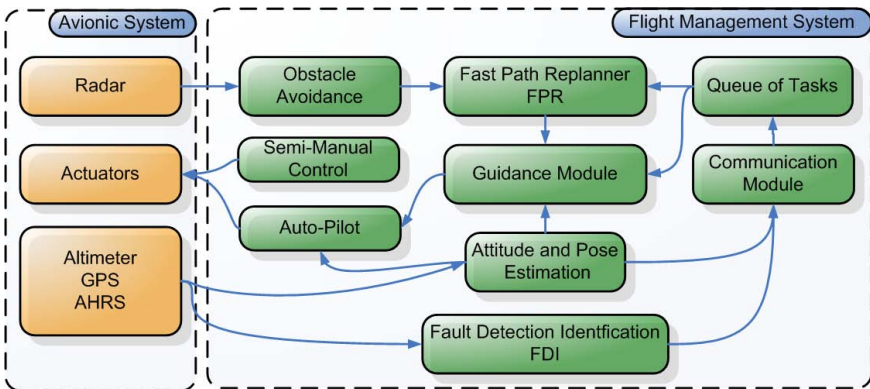 Avionic System
Flight Management System
Radar
Obstacle
Avoidance
Fast Path Replanner
FPR
Queue of Tasks
Actuators
Semi-Manual
Control
Guidance Module
Communication
Module
Auto-Pilot
Altimeter
GPS
AHRS
Attitude and Pose
Estimation
Fault Detection Identfication
FDI